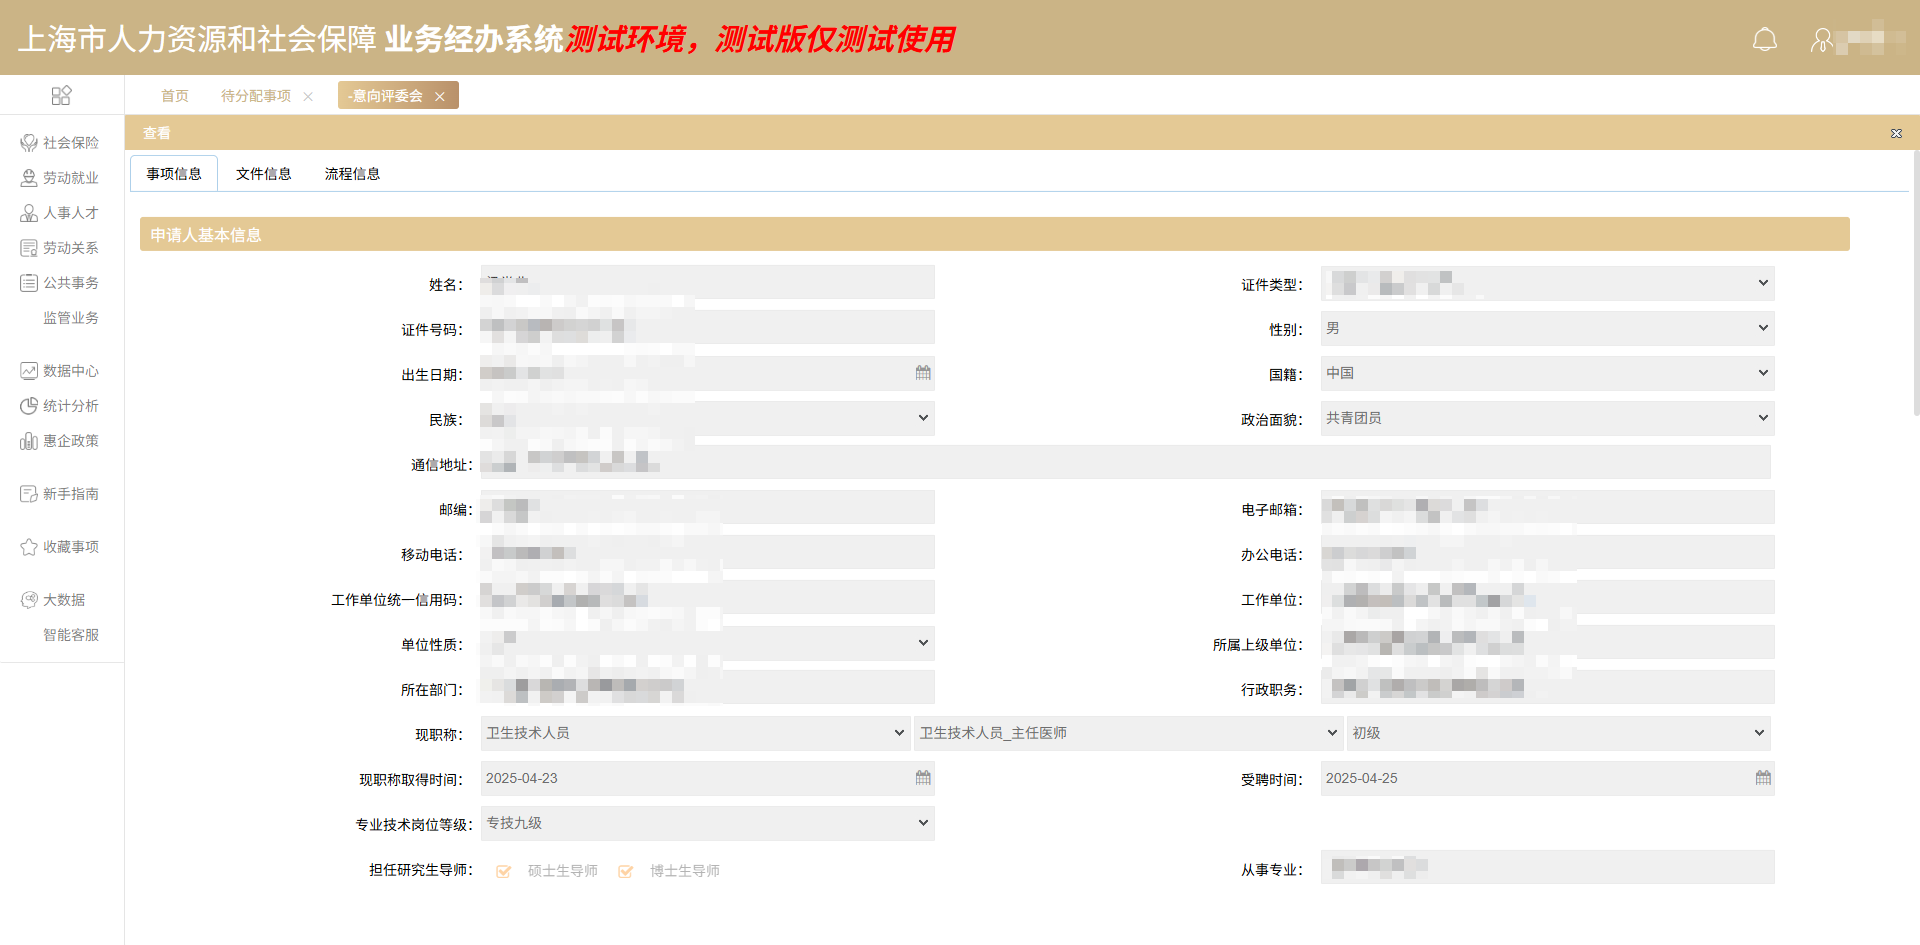 上海市人力资源和社会保障 业务经办系统测试环境，测试版仅测试使用
首页 待分配事项 -意向评委会
社会保险
劳动就业
人事人才
劳动关系
公共事务
监管业务
数据中心
统计分析
惠企政策
新手指南
收藏事项
大数据
智能客服
查看
事项信息 文件信息 流程信息
申请人基本信息
姓名： 证件类型：
证件号码： 性别： 男
出生日期： 国籍： 中国
民族： 政治面貌： 共青团员
通信地址：
邮编： 电子邮箱：
移动电话： 办公电话：
工作单位统一信用码： 工作单位：
单位性质： 所属上级单位：
所在部门： 行政职务：
现职称： 卫生技术人员 卫生技术人员_主任医师 初级
现职称取得时间： 2025-04-23 受聘时间： 2025-04-25
专业技术岗位等级： 专技九级
担任研究生导师： 硕士生导师 博士生导师 从事专业：